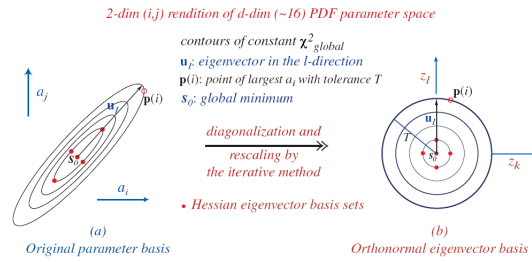 2-dim (i,j) rendition of d-dim (~16) PDF parameter space
contours of constant χ²global
uₗ: eigenvector in the l-direction
p(i): point of largest aᵢ with tolerance T
s₀: global minimum
diagonalization and
rescaling by
the iterative method
• Hessian eigenvector basis sets
aⱼ
p(i)
uₗ
s₀
aᵢ
(a)
Original parameter basis
zₗ
p(i)
uₗ
T
s₀
zₖ
(b)
Orthonormal eigenvector basis